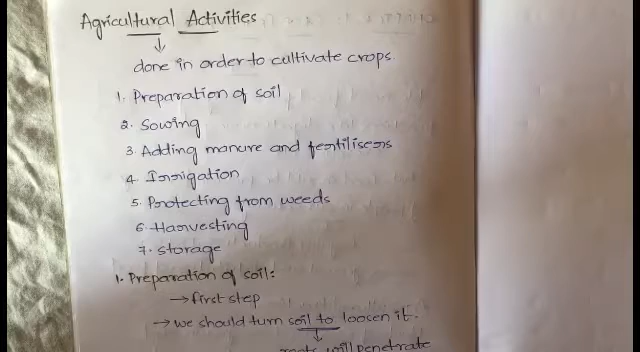 Agricultural Activities
↓
done in order to cultivate crops.
1. Preparation of soil
2. Sowing
3. Adding manure and fertilisers
4. Irrigation
5. Protecting from weeds
6. Harvesting
7. Storage
1. Preparation of soil:
→ first step
→ we should turn soil to loosen it.
↓
roots will penetrate